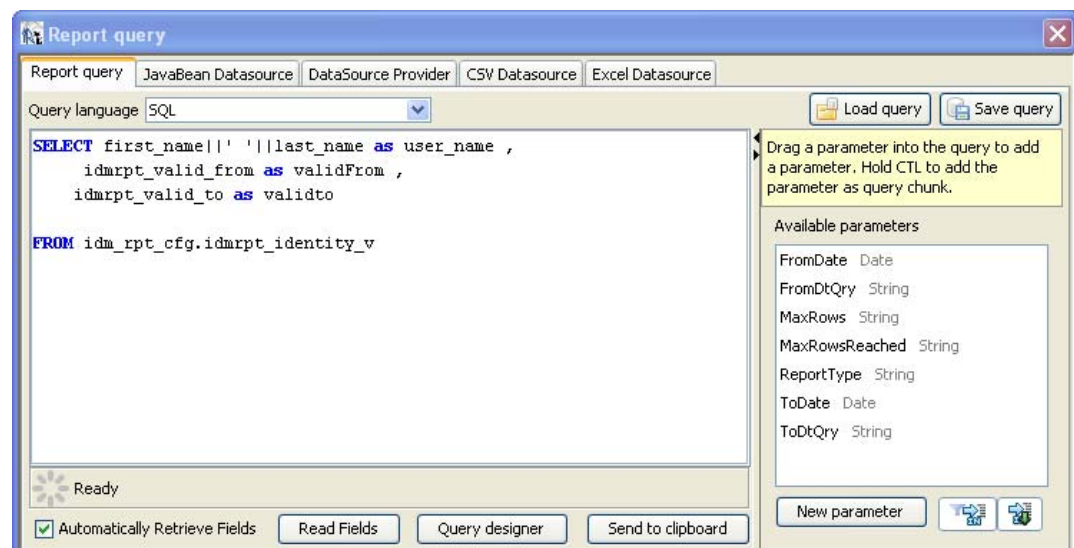 Report query
Report query JavaBean Datasource DataSource Provider CSV Datasource Excel Datasource
Query language SQL Load query Save query
SELECT first_name||' '||last_name as user_name ,
idmrpt_valid_from as validFrom ,
idmrpt_valid_to as validto
FROM idm_rpt_cfg.idmrpt_identity_v
Drag a parameter into the query to add
a parameter. Hold CTL to add the
parameter as query chunk.
Available parameters
FromDate Date
FromDtQry String
MaxRows String
MaxRowsReached String
ReportType String
ToDate Date
ToDtQry String
Ready
New parameter
Automatically Retrieve Fields Read Fields Query designer Send to clipboard